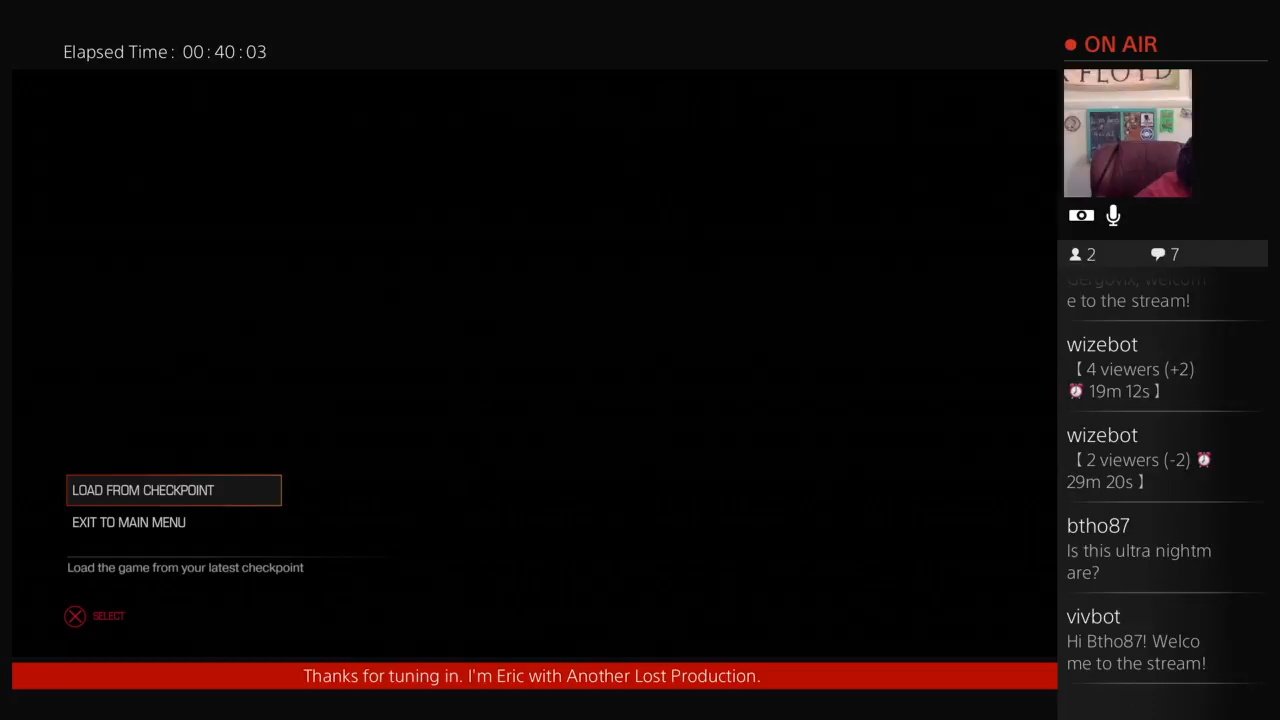 Elapsed Time: 00:40:03
ON AIR
FLOYD
2
7
Gergovix, welcom
e to the stream!
wizebot
【4 viewers (+2)
⏰ 19m 12s】
wizebot
【2 viewers (-2) ⏰
29m 20s】
btho87
Is this ultra nightm
are?
vivbot
Hi Btho87! Welco
me to the stream!
LOAD FROM CHECKPOINT
EXIT TO MAIN MENU
Load the game from your latest checkpoint
SELECT
Thanks for tuning in. I'm Eric with Another Lost Production.